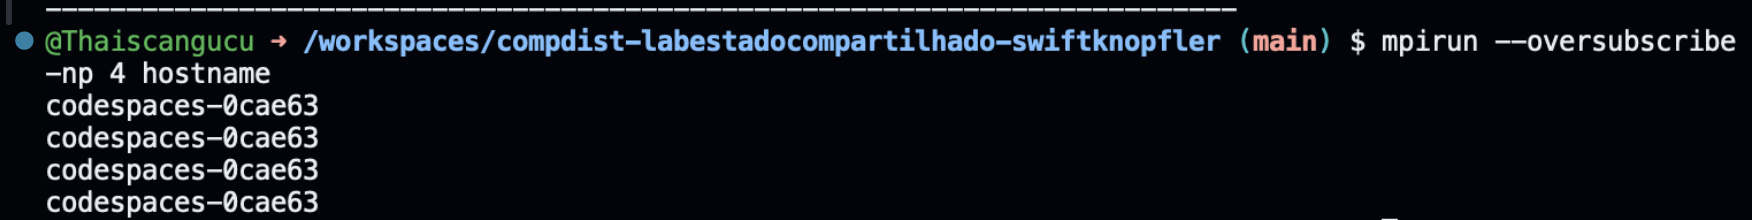 --------------------------------------------------------------------------
@Thaiscangucu ➜ /workspaces/compdist-labestadocompartilhado-swiftknopfler (main) $ mpirun --oversubscribe
-np 4 hostname
codespaces-0cae63
codespaces-0cae63
codespaces-0cae63
codespaces-0cae63